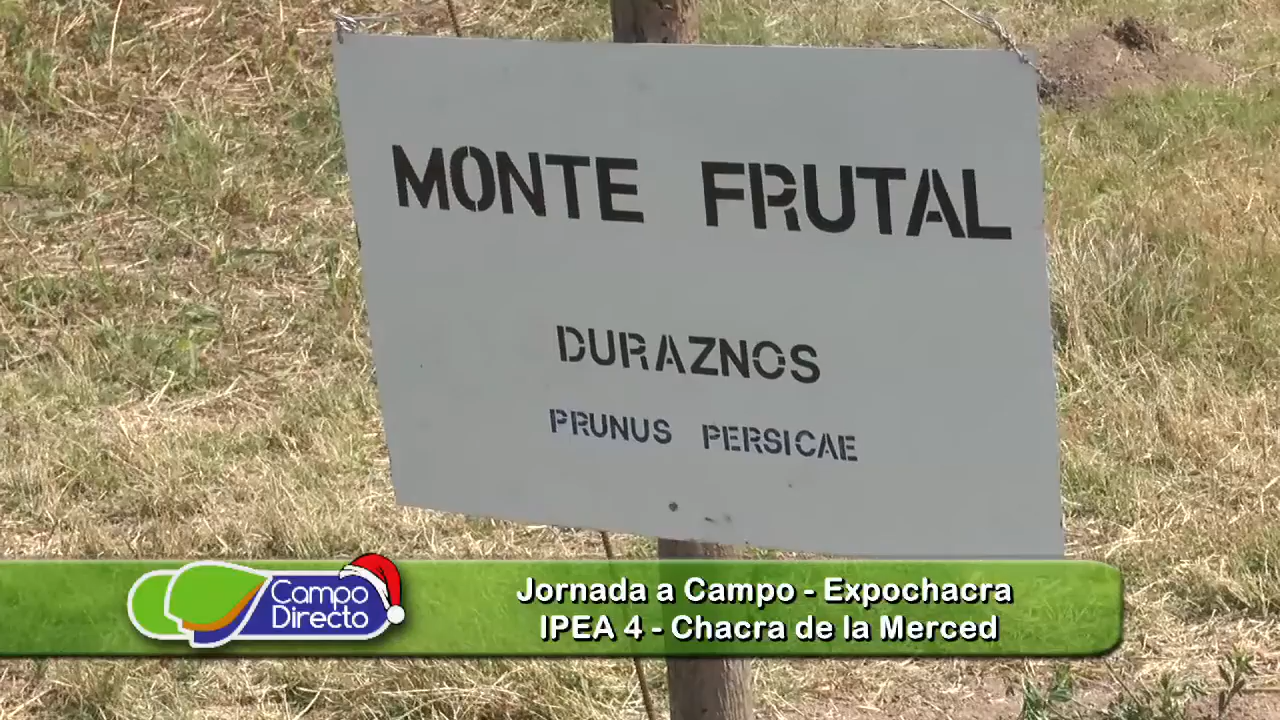 MONTE FRUTAL
DURAZNOS
PRUNUS PERSICAE
Campo
Directo
Jornada a Campo - Expochacra
IPEA 4 - Chacra de la Merced